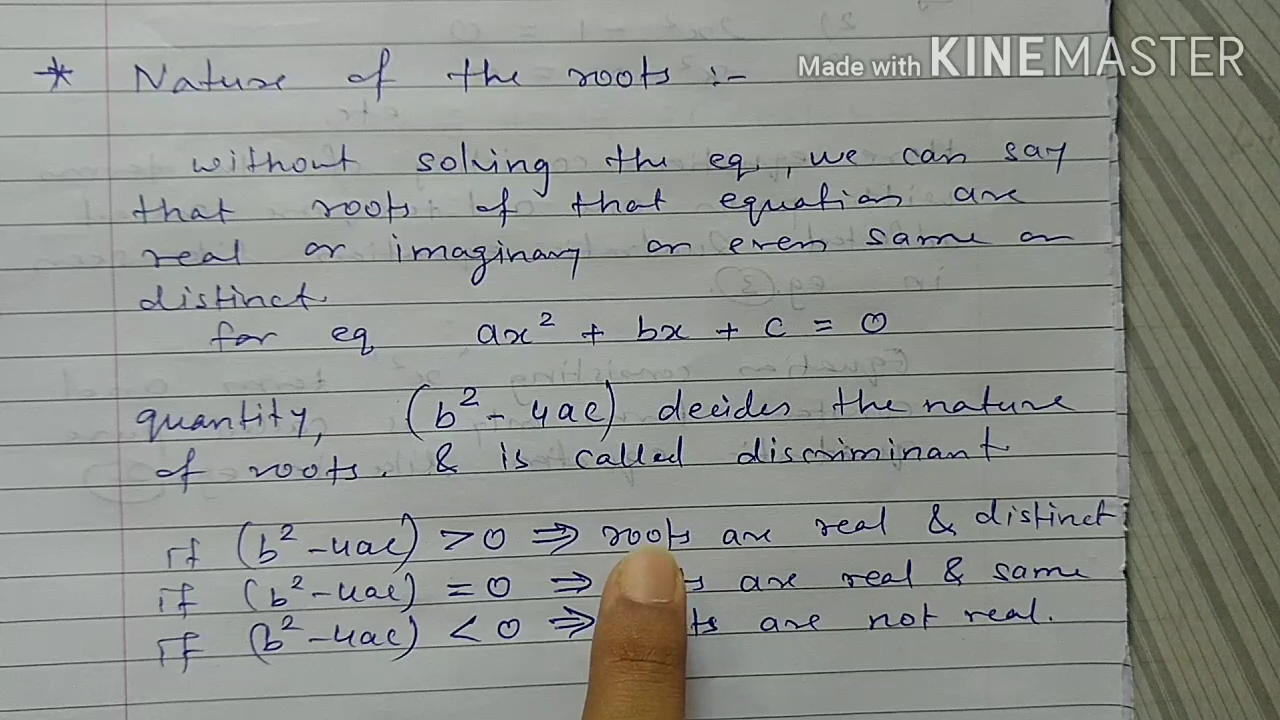 Made with KINEMASTER
* Nature of the roots :-
without solving the eq, we can say
that roots of that equation are
real or imaginary or even same or
distinct
for eq ax² + bx + c = 0
quantity, (b² - 4ac) decides the nature
of roots. & is called discriminant
if (b² - 4ac) > 0 ⇒ roots are real & distinct
if (b² - 4ac) = 0 ⇒ are real & same
if (b² - 4ac) < 0 ⇒ are not real.